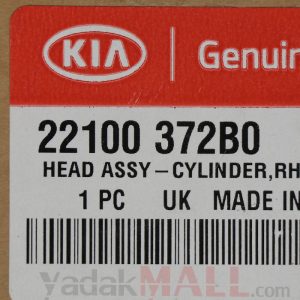 KIA Genuin
22100 372B0
HEAD ASSY-CYLINDER,RH
1 PC UK MADE IN
yadakMALL.com